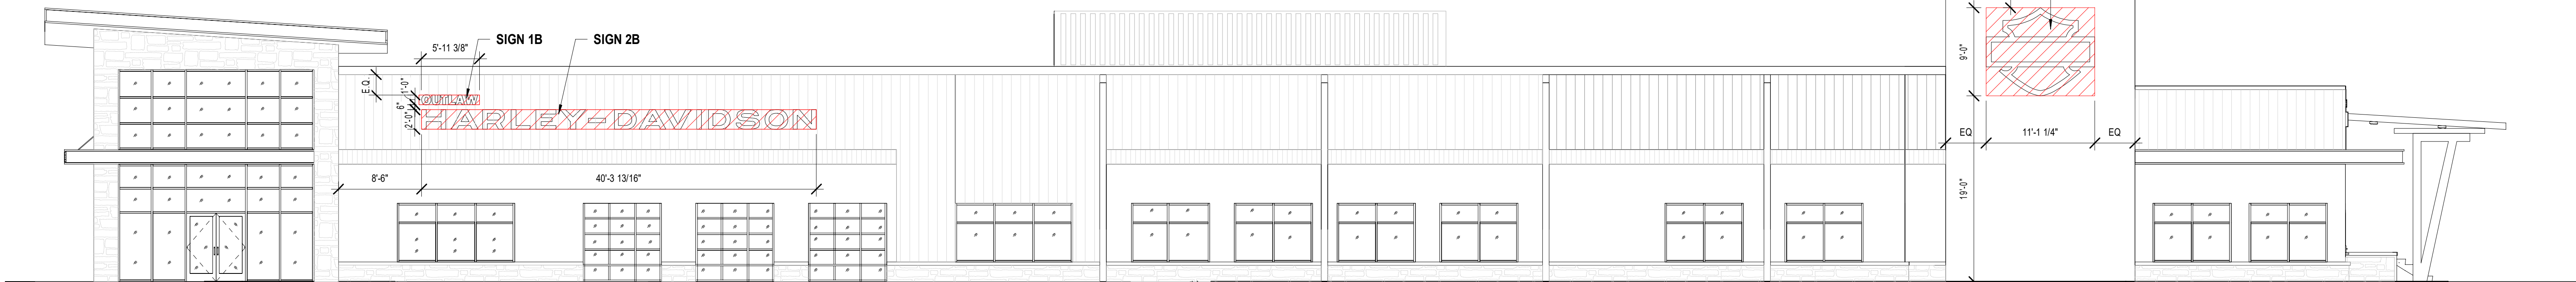 5'-11 3/8"
SIGN 1B
SIGN 2B
E.Q.
1'-0"
6"
2'-0"
OUTLAW
HARLEY-DAVIDSON
8'-6"
40'-3 13/16"
9'-0"
EQ
11'-1 1/4"
EQ
19'-0"